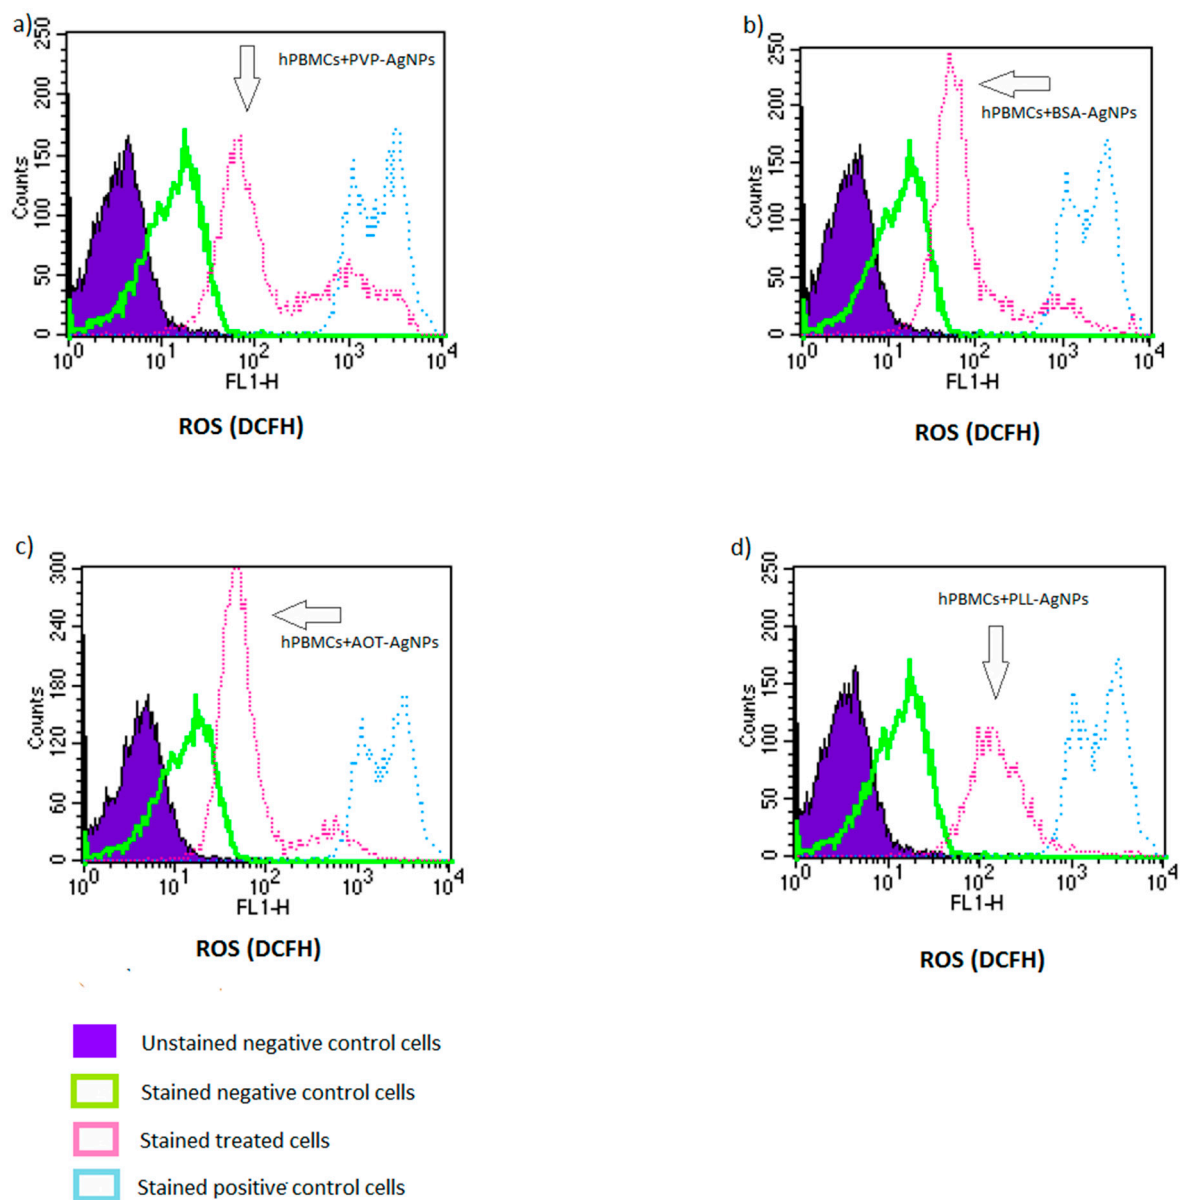 a)
250
200
150
100
50
0
Counts
hPBMCs+PVP-AgNPs
10^0 10^1 10^2 10^3 10^4
FL1-H
ROS (DCFH)
b)
250
200
150
100
50
0
Counts
hPBMCs+BSA-AgNPs
10^0 10^1 10^2 10^3 10^4
FL1-H
ROS (DCFH)
c)
300
240
180
120
60
0
Counts
hPBMCs+AOT-AgNPs
10^0 10^1 10^2 10^3 10^4
FL1-H
ROS (DCFH)
d)
250
200
150
100
50
0
Counts
hPBMCs+PLL-AgNPs
10^0 10^1 10^2 10^3 10^4
FL1-H
ROS (DCFH)
Unstained negative control cells
Stained negative control cells
Stained treated cells
Stained positive control cells